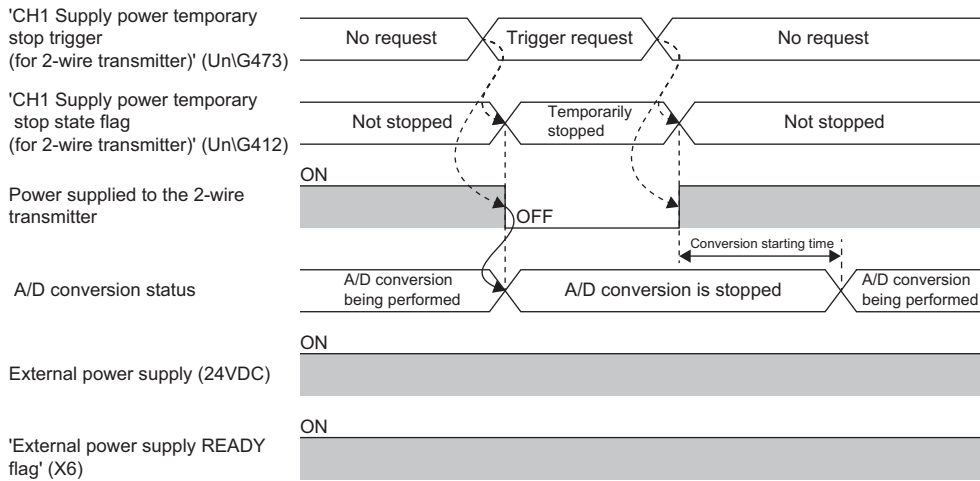 'CH1 Supply power temporary
stop trigger
(for 2-wire transmitter)' (Un\G473)
No request
Trigger request
No request
'CH1 Supply power temporary
stop state flag
(for 2-wire transmitter)' (Un\G412)
Not stopped
Temporarily
stopped
Not stopped
ON
Power supplied to the 2-wire
transmitter
OFF
Conversion starting time
A/D conversion status
A/D conversion
being performed
A/D conversion is stopped
A/D conversion
being performed
ON
External power supply (24VDC)
ON
'External power supply READY
flag' (X6)